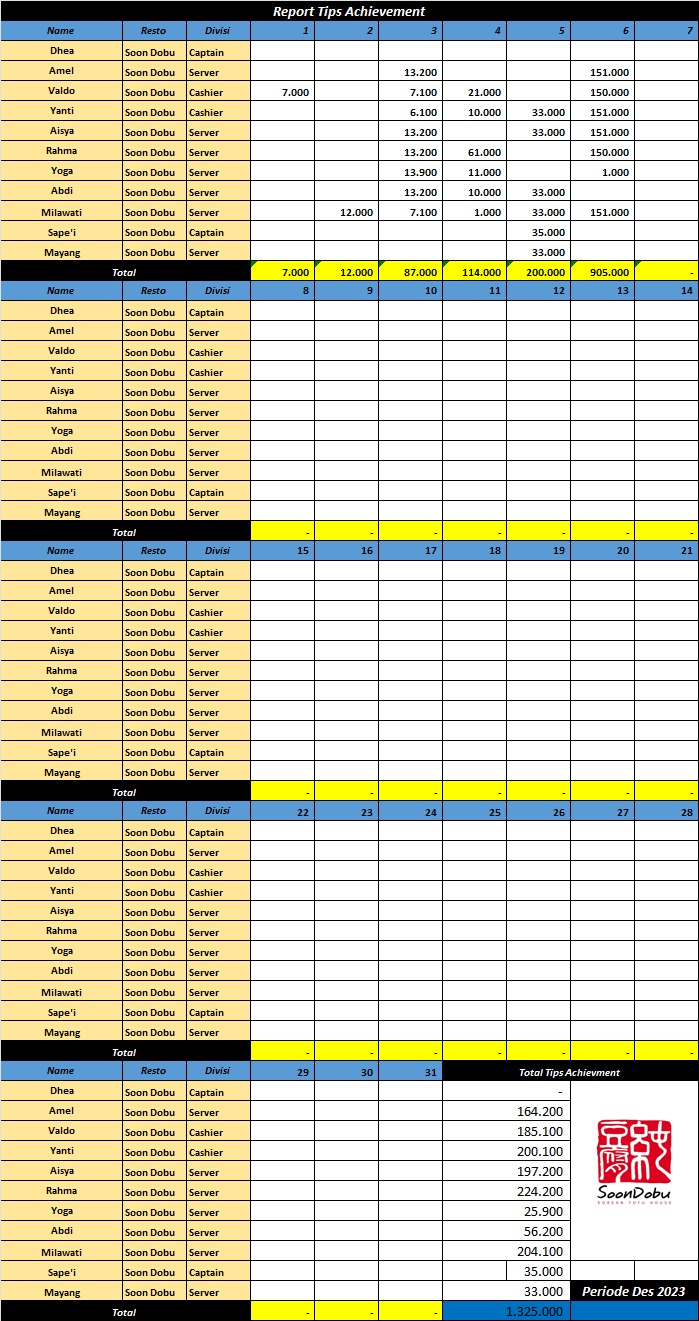 Report Tips Achievement
Name Resto Divisi 1 2 3 4 5 6 7
Dhea Soon Dobu Captain
Amel Soon Dobu Server 13.200 151.000
Valdo Soon Dobu Cashier 7.000 7.100 21.000 150.000
Yanti Soon Dobu Cashier 6.100 10.000 33.000 151.000
Aisya Soon Dobu Server 13.200 33.000 151.000
Rahma Soon Dobu Server 13.200 61.000 150.000
Yoga Soon Dobu Server 13.900 11.000 1.000
Abdi Soon Dobu Server 13.200 10.000 33.000
Milawati Soon Dobu Server 12.000 7.100 1.000 33.000 151.000
Sape'i Soon Dobu Captain 35.000
Mayang Soon Dobu Server 33.000
Total 7.000 12.000 87.000 114.000 200.000 905.000 -
Name Resto Divisi 8 9 10 11 12 13 14
Dhea Soon Dobu Captain
Amel Soon Dobu Server
Valdo Soon Dobu Cashier
Yanti Soon Dobu Cashier
Aisya Soon Dobu Server
Rahma Soon Dobu Server
Yoga Soon Dobu Server
Abdi Soon Dobu Server
Milawati Soon Dobu Server
Sape'i Soon Dobu Captain
Mayang Soon Dobu Server
Total - - - - - - -
Name Resto Divisi 15 16 17 18 19 20 21
Dhea Soon Dobu Captain
Amel Soon Dobu Server
Valdo Soon Dobu Cashier
Yanti Soon Dobu Cashier
Aisya Soon Dobu Server
Rahma Soon Dobu Server
Yoga Soon Dobu Server
Abdi Soon Dobu Server
Milawati Soon Dobu Server
Sape'i Soon Dobu Captain
Mayang Soon Dobu Server
Total - - - - - - -
Name Resto Divisi 22 23 24 25 26 27 28
Dhea Soon Dobu Captain
Amel Soon Dobu Server
Valdo Soon Dobu Cashier
Yanti Soon Dobu Cashier
Aisya Soon Dobu Server
Rahma Soon Dobu Server
Yoga Soon Dobu Server
Abdi Soon Dobu Server
Milawati Soon Dobu Server
Sape'i Soon Dobu Captain
Mayang Soon Dobu Server
Total - - - - - - -
Name Resto Divisi 29 30 31 Total Tips Achievment
Dhea Soon Dobu Captain -
Amel Soon Dobu Server 164.200
Valdo Soon Dobu Cashier 185.100
Yanti Soon Dobu Cashier 200.100
Aisya Soon Dobu Server 197.200
Rahma Soon Dobu Server 224.200
SoonDobu
KOREAN TOFU HOUSE
Yoga Soon Dobu Server 25.900
Abdi Soon Dobu Server 56.200
Milawati Soon Dobu Server 204.100
Sape'i Soon Dobu Captain 35.000
Mayang Soon Dobu Server 33.000 Periode Des 2023
Total - - - 1.325.000